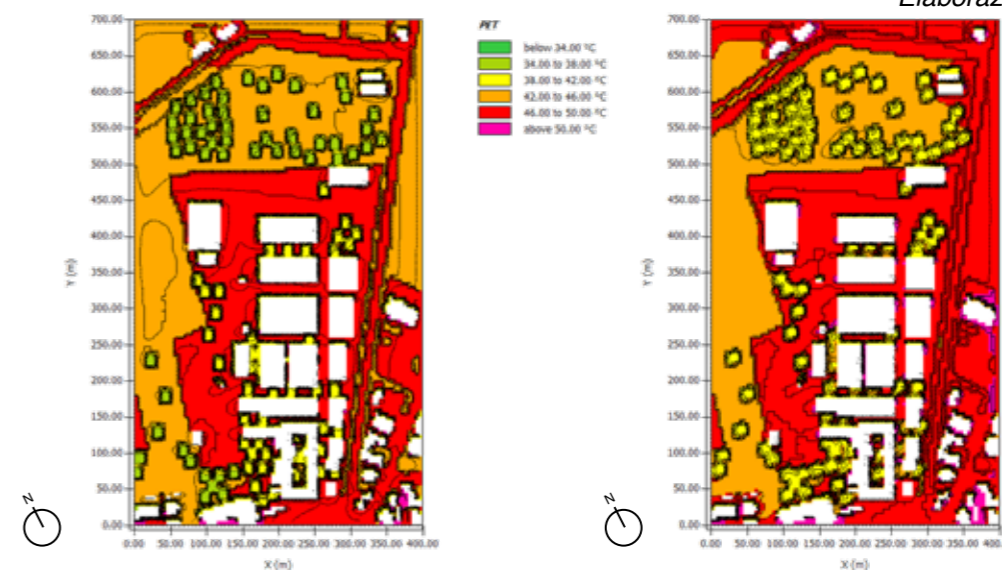 Elaboraz
PET
below 34.00 °C
34.00 to 38.00 °C
38.00 to 42.00 °C
42.00 to 46.00 °C
46.00 to 50.00 °C
above 50.00 °C
700.00
650.00
600.00
550.00
500.00
450.00
400.00
350.00
300.00
250.00
200.00
150.00
100.00
50.00
0.00
Y (m)
0.00 50.00 100.00 150.00 200.00 250.00 300.00 350.00 400.00
X (m)
N
700.00
650.00
600.00
550.00
500.00
450.00
400.00
350.00
300.00
250.00
200.00
150.00
100.00
50.00
0.00
Y (m)
0.00 50.00 100.00 150.00 200.00 250.00 300.00 350.00 400.
X (m)
N